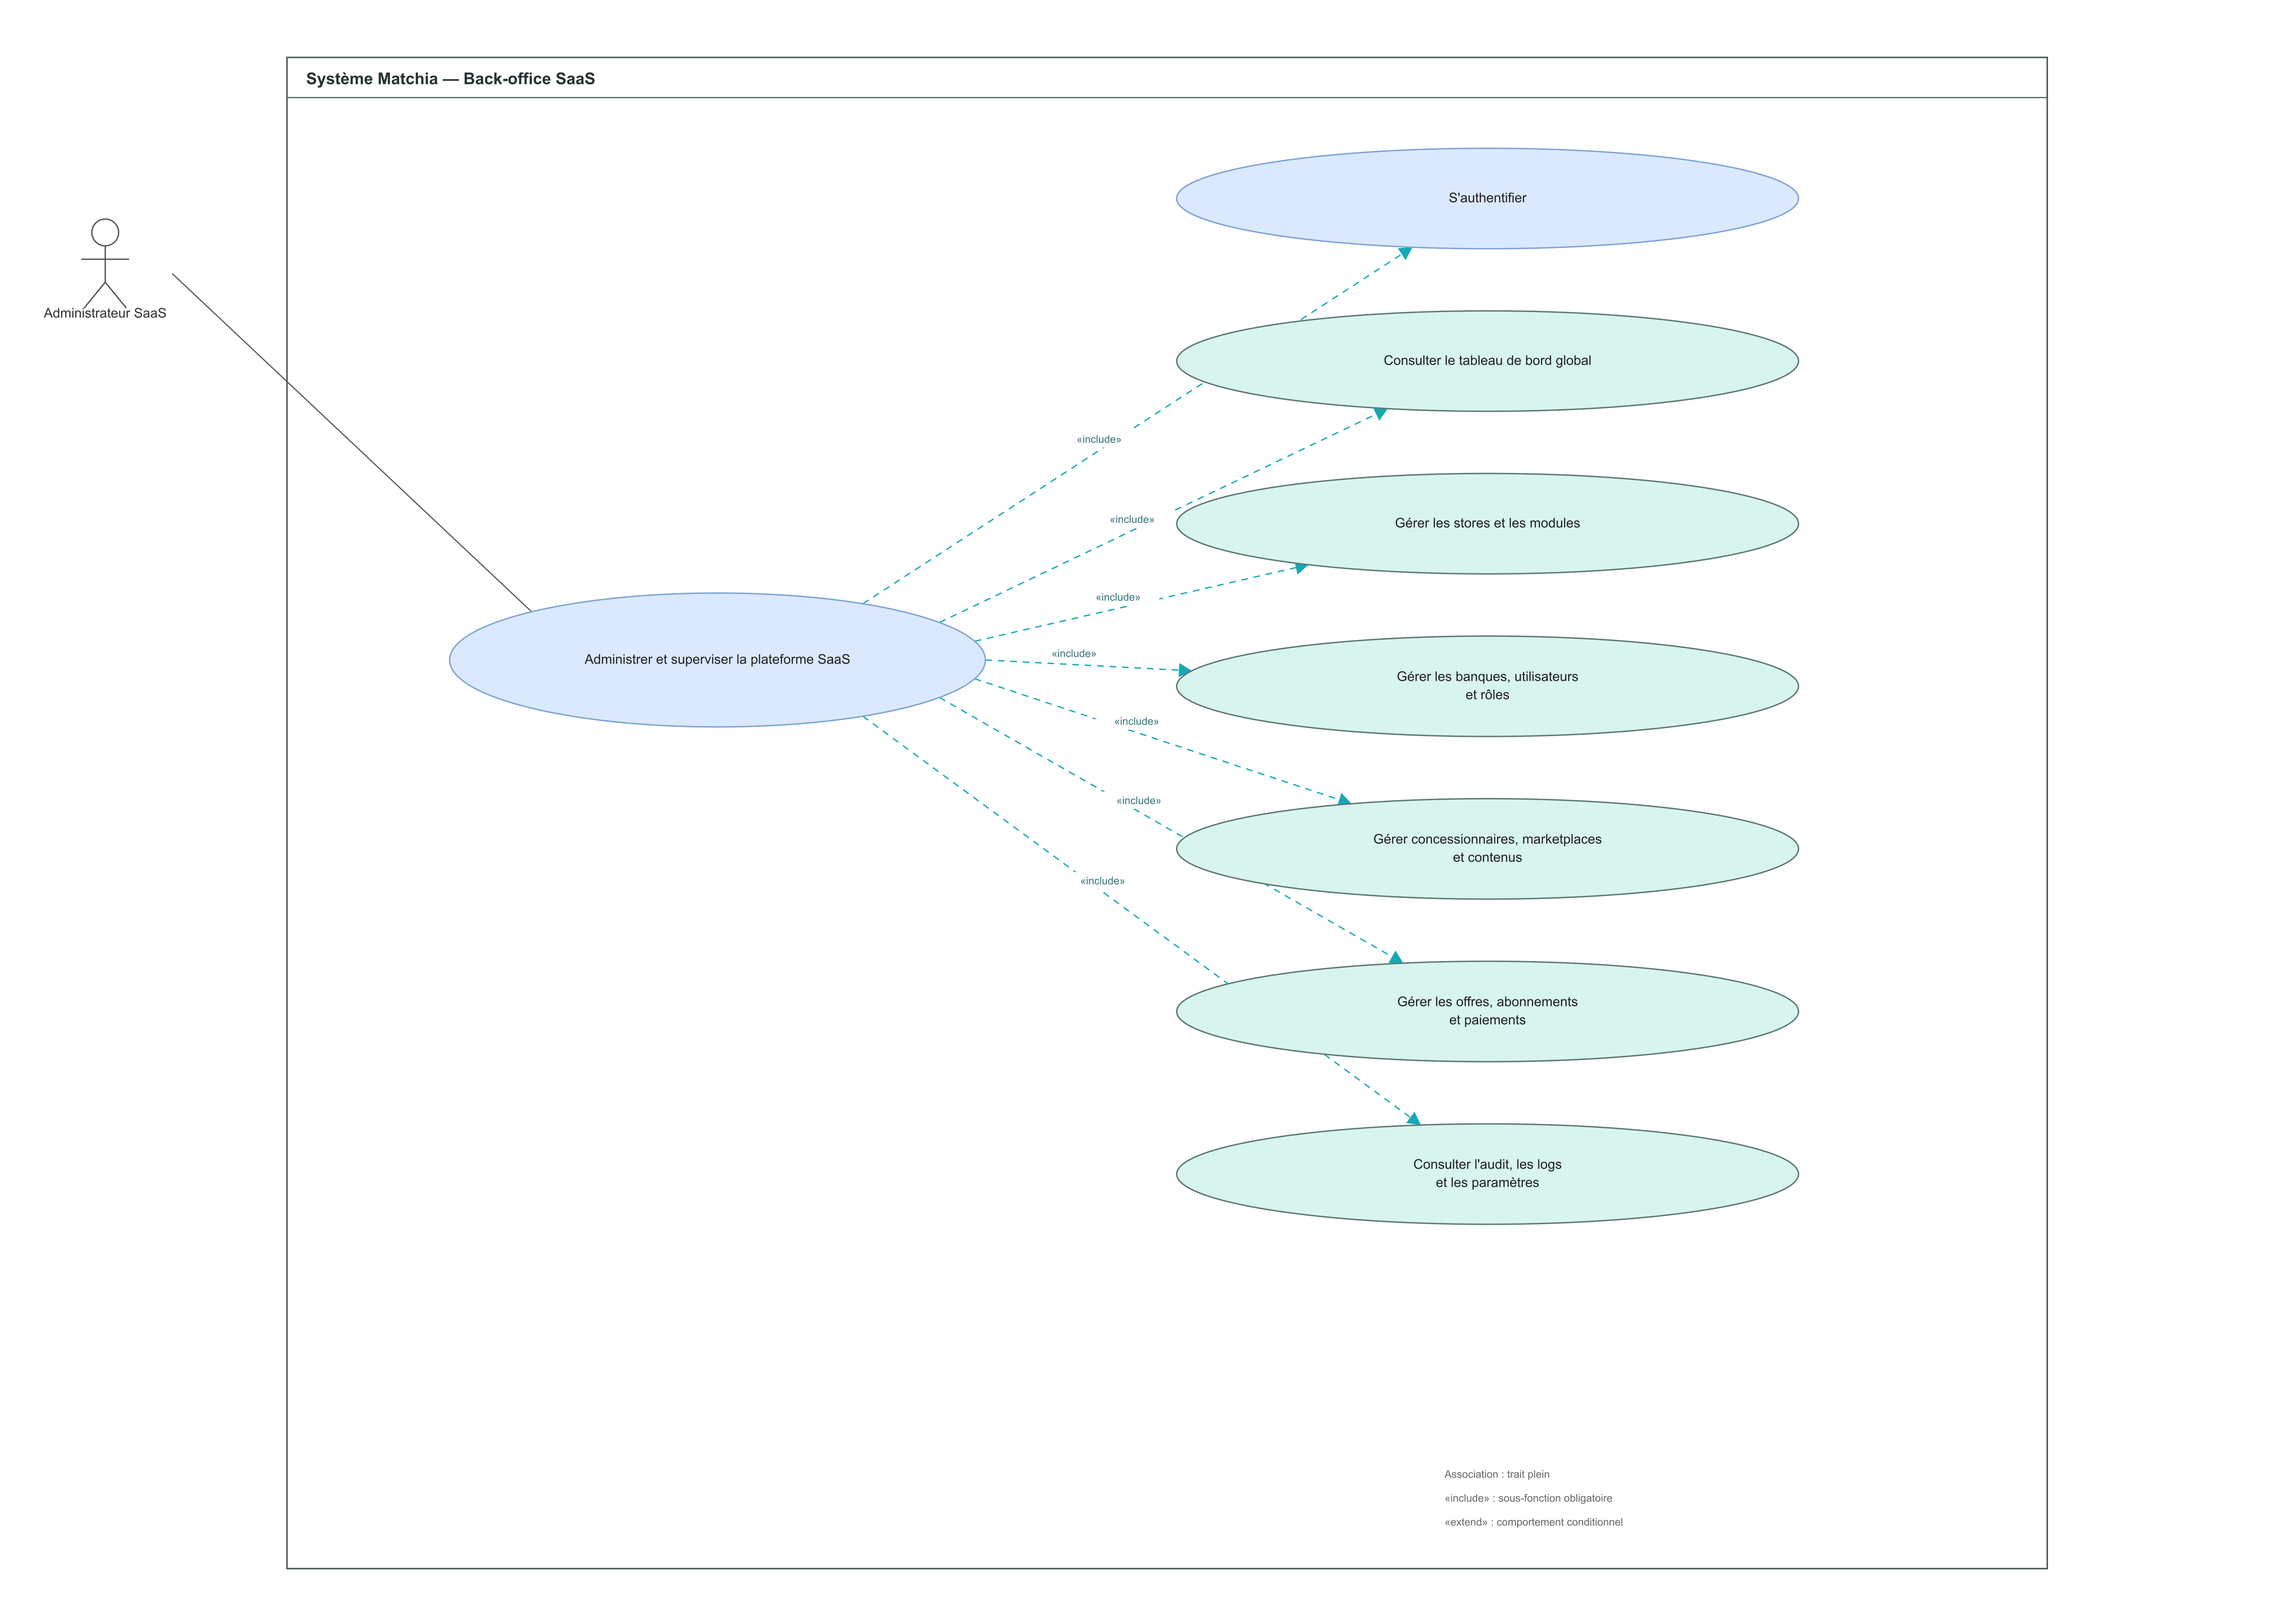 Système Matchia — Back-office SaaS
S'authentifier
Administrateur SaaS
Consulter le tableau de bord global
«include»
«include»
Gérer les stores et les modules
«include»
«include»
Administrer et superviser la plateforme SaaS
Gérer les banques, utilisateurs
et rôles
«include»
«include»
Gérer concessionnaires, marketplaces
et contenus
«include»
Gérer les offres, abonnements
et paiements
Consulter l'audit, les logs
et les paramètres
Association : trait plein
«include» : sous-fonction obligatoire
«extend» : comportement conditionnel